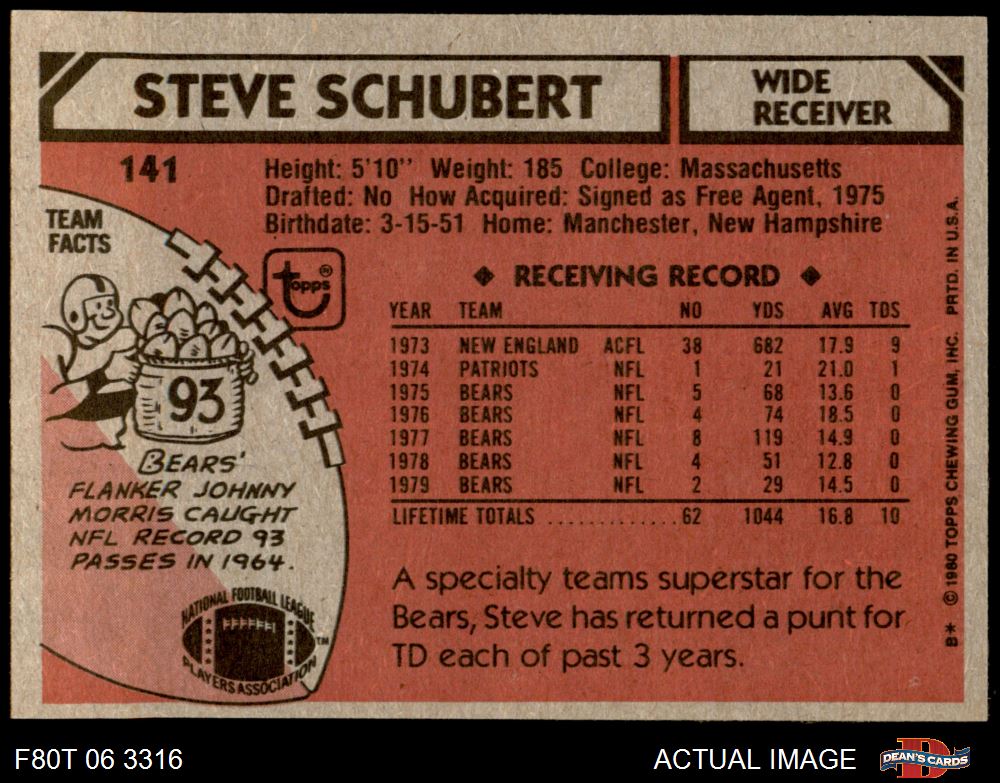 STEVE SCHUBERT
WIDE
RECEIVER
141
Height: 5'10'' Weight: 185 College: Massachusetts
Drafted: No How Acquired: Signed as Free Agent, 1975
Birthdate: 3-15-51 Home: Manchester, New Hampshire
TEAM
FACTS
93
BEARS'
FLANKER JOHNNY
MORRIS CAUGHT
NFL RECORD 93
PASSES IN 1964.
NATIONAL FOOTBALL LEAGUE
PLAYERS ASSOCIATION
TM
topps®
◆ RECEIVING RECORD ◆
YEAR TEAM NO YDS AVG TDS
1973 NEW ENGLAND ACFL 38 682 17.9 9
1974 PATRIOTS NFL 1 21 21.0 1
1975 BEARS NFL 5 68 13.6 0
1976 BEARS NFL 4 74 18.5 0
1977 BEARS NFL 8 119 14.9 0
1978 BEARS NFL 4 51 12.8 0
1979 BEARS NFL 2 29 14.5 0
LIFETIME TOTALS ............ 62 1044 16.8 10
A specialty teams superstar for the
Bears, Steve has returned a punt for
TD each of past 3 years.
B* ©1980 TOPPS CHEWING GUM, INC. PRTD. IN U.S.A.
F80T 06 3316
ACTUAL IMAGE
DEAN'S CARDS